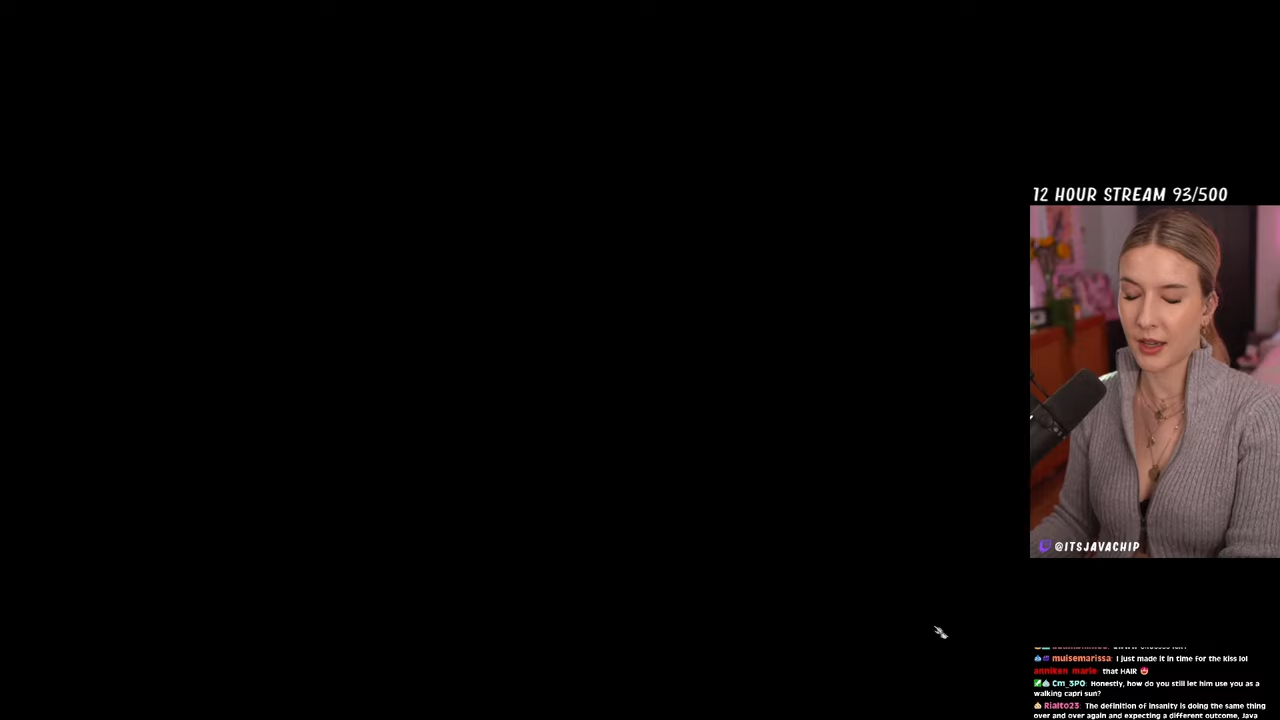 12 HOUR STREAM 93/500
@ITSJAVACHIP
muisemarissa: I just made it in time for the kiss lol
anniken_marie: that HAIR
Cm_3PO: Honestly, how do you still let him use you as a
walking capri sun?
Rialto23: The definition of insanity is doing the same thing
over and over again and expecting a different outcome, Java